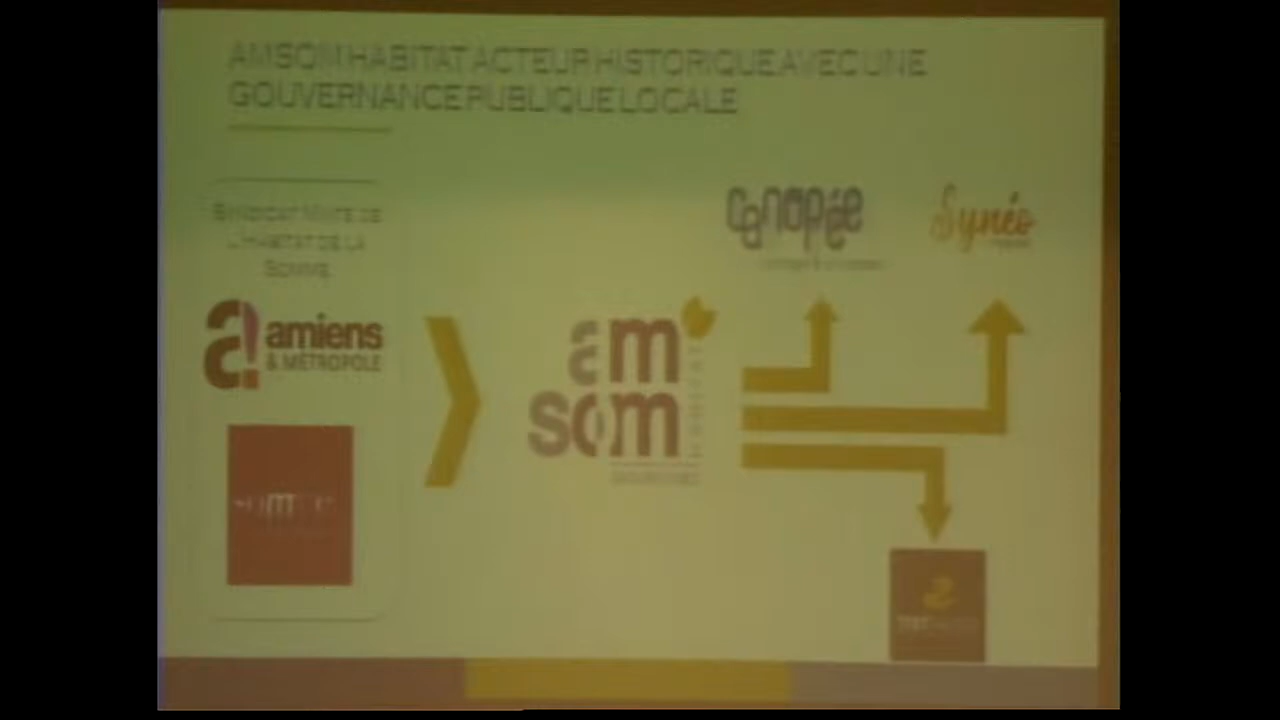 AMSOM HABITAT ACTEUR HISTORIQUE AVEC UNE
GOUVERNANCE PUBLIQUE LOCALE
SYNDICAT MIXTE DE
L'HABITAT DE LA
SOMME
a! amiens
& MÉTROPOLE
canopée
Synéo
am
som
HABITAT